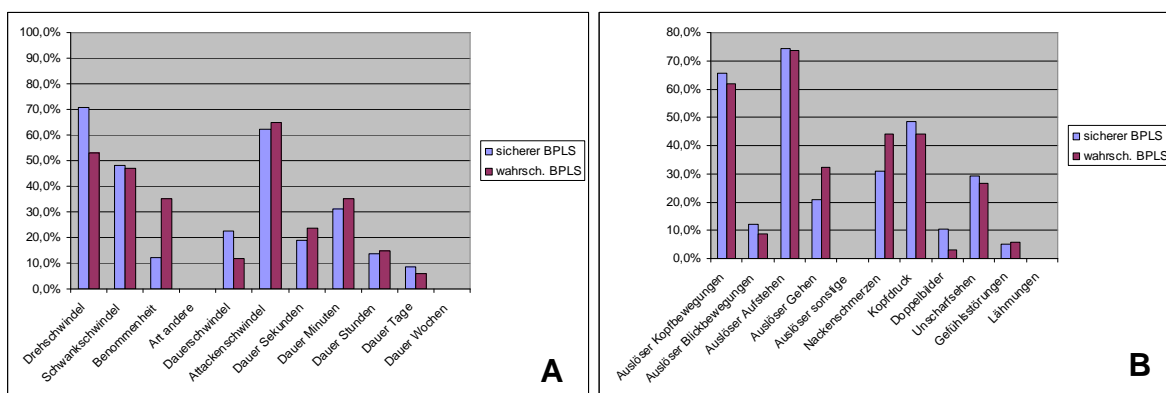 100,0%
90,0%
80,0%
70,0%
60,0%
50,0%
40,0%
30,0%
20,0%
10,0%
0,0%
Drehschwindel
Schwankschwindel
Benommenheit
Art andere
Dauerschwindel
Attackenschwindel
Dauer Sekunden
Dauer Minuten
Dauer Stunden
Dauer Tage
Dauer Wochen
sicherer BPLS
wahrsch. BPLS
A
80,0%
70,0%
60,0%
50,0%
40,0%
30,0%
20,0%
10,0%
0,0%
Auslöser Kopfbewegungen
Auslöser Blickbewegungen
Auslöser Aufstehen
Auslöser Gehen
Auslöser sonstige
Nackenschmerzen
Kopfdruck
Doppelbilder
Unscharfsehen
Gefühlsstörungen
Lähmungen
sicherer BPLS
wahrsch. BPLS
B